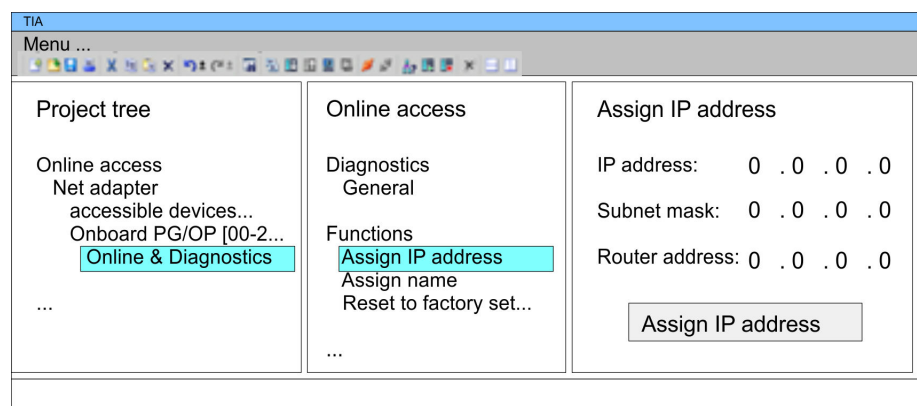 TIA
Menu ...
Project tree
Online access
Net adapter
accessible devices...
Onboard PG/OP [00-2...
Online & Diagnostics
...
Online access
Diagnostics
General
Functions
Assign IP address
Assign name
Reset to factory set...
...
Assign IP address
IP address: 0 . 0 . 0 . 0
Subnet mask: 0 . 0 . 0 . 0
Router address: 0 . 0 . 0 . 0
Assign IP address